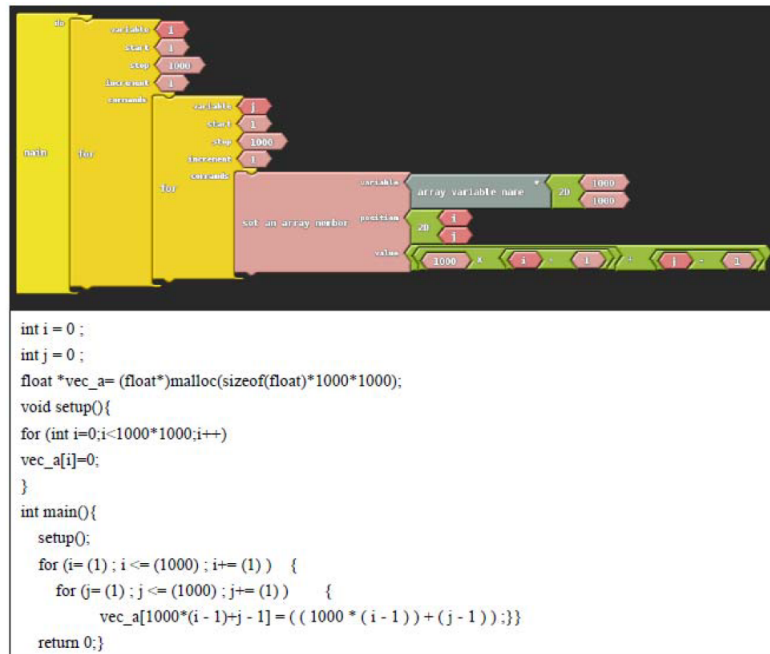 do
variable i
start 1
stop 1000
increment 1
commands
main
for
variable j
start 1
stop 1000
increment 1
commands
for
set an array number
variable
array variable name
2D
1000
1000
position
2D
i
j
value
1000 x i - 1 + j - 1
int i = 0 ;
int j = 0 ;
float *vec_a= (float*)malloc(sizeof(float)*1000*1000);
void setup(){
for (int i=0;i<1000*1000;i++)
vec_a[i]=0;
}
int main(){
setup();
for (i= (1) ; i <= (1000) ; i+= (1) ) {
for (j= (1) ; j <= (1000) ; j+= (1) ) {
vec_a[1000*(i - 1)+j - 1] = ( ( 1000 * ( i - 1 ) ) + ( j - 1 ) ) ;}}
return 0;}